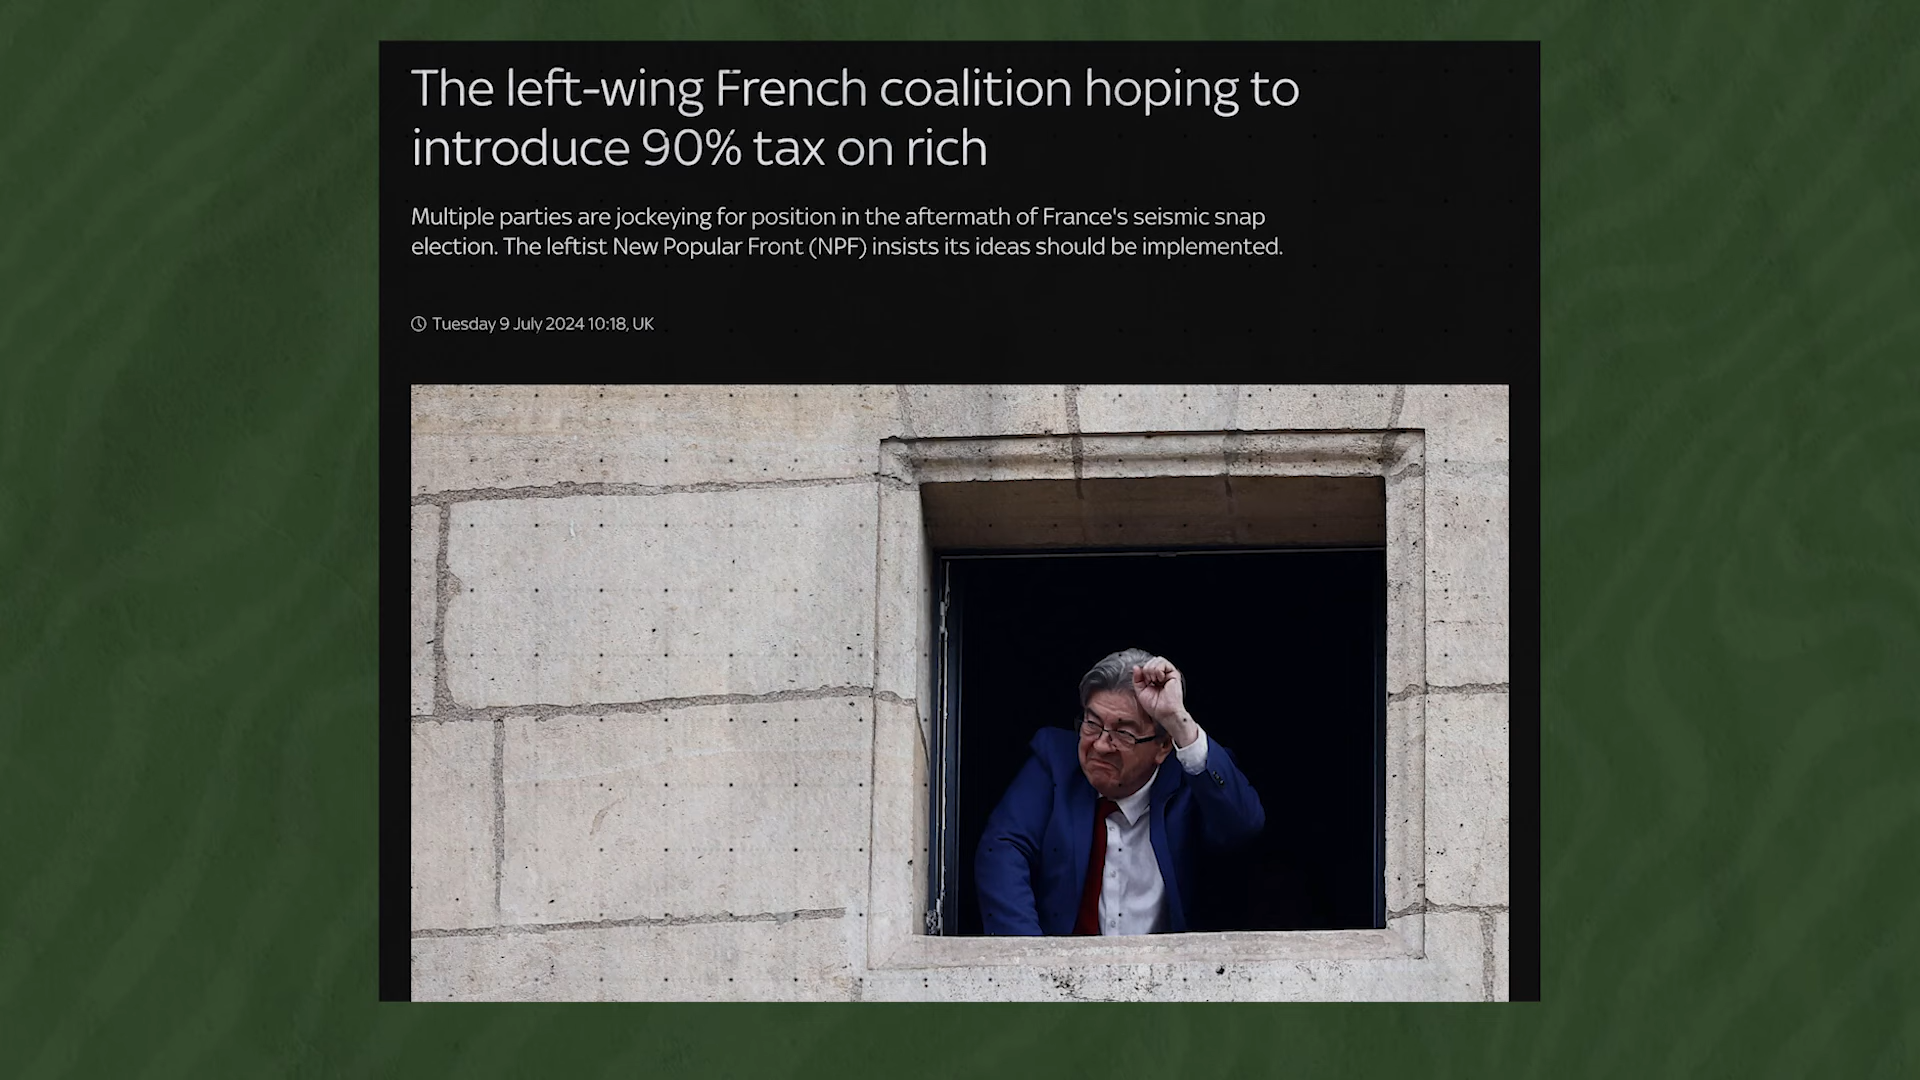 The left-wing French coalition hoping to
introduce 90% tax on rich
Multiple parties are jockeying for position in the aftermath of France's seismic snap
election. The leftist New Popular Front (NPF) insists its ideas should be implemented.
Tuesday 9 July 2024 10:18, UK